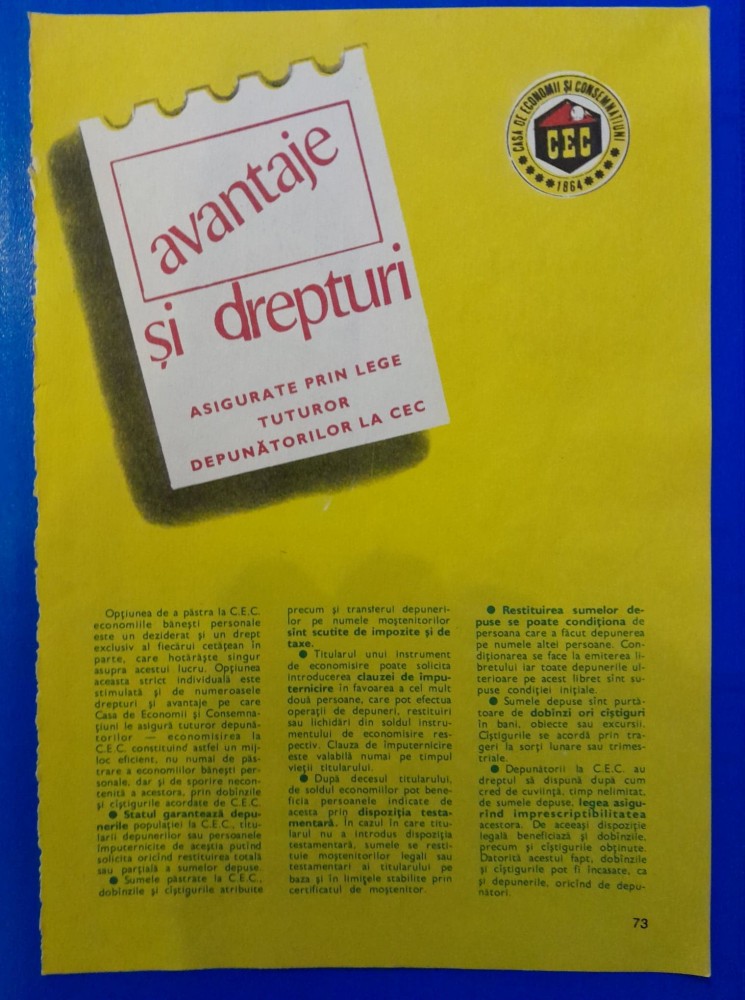 CASA DE ECONOMII ȘI CONSEMNAȚIUNI
CEC
1864
avantaje
și drepturi
ASIGURATE PRIN LEGE
TUTUROR
DEPUNĂTORILOR LA CEC
Opțiunea de a păstra la C.E.C.
economiile bănești personale
este un deziderat și un drept
exclusiv al fiecărui cetățean în
parte, care hotărăște singur
asupra acestui lucru. Opțiunea
aceasta strict individuală este
stimulată și de numeroasele
drepturi și avantaje pe care
Casa de Economii și Consemna-
țiuni le asigură tuturor depună-
torilor — economisirea la
C.E.C. constituind astfel un mij-
loc eficient, nu numai de păs-
trare a economiilor bănești per-
sonale, dar și de sporire necon-
tenită a acestora, prin dobînzile
și cîștigurile acordate de C.E.C.
● Statul garantează depu-
nerile populației la C.E.C., titu-
larii depunerilor sau persoanele
împuternicite de aceștia putînd
solicita oricînd restituirea totală
sau parțială a sumelor depuse.
● Sumele păstrate la C.E.C.,
dobînzile și cîștigurile atribuite
precum și transferul depuneri-
lor pe numele moștenitorilor
sînt scutite de impozite și de
taxe.
● Titularul unui instrument
de economisire poate solicita
introducerea clauzei de împu-
ternicire în favoarea a cel mult
două persoane, care pot efectua
operații de depuneri, restituiri
sau lichidări din soldul instru-
mentului de economisire res-
pectiv. Clauza de împuternicire
este valabilă numai pe timpul
vieții titularului.
● După decesul titularului,
de soldul economiilor pot bene-
ficia persoanele indicate de
acesta prin dispoziția testa-
mentară. În cazul în care titu-
larul nu a introdus dispoziția
testamentară, sumele se resti-
tuie moștenitorilor legali sau
testamentari ai titularului pe
baza și în limitele stabilite prin
certificatul de moștenitor.
● Restituirea sumelor de-
puse se poate condiționa de
persoana care a făcut depunerea
pe numele altei persoane. Con-
diționarea se face la emiterea li-
bretului iar toate depunerile ul-
terioare pe acest libret sînt su-
puse condiției inițiale.
● Sumele depuse sînt purtă-
toare de dobînzi ori cîștiguri
în bani, obiecte sau excursii.
Cîștigurile se acordă prin tra-
geri la sorți lunare sau trimes-
triale.
● Depunătorii la C.E.C. au
dreptul să dispună după cum
cred de cuviință, timp nelimitat,
de sumele depuse, legea asigu-
rînd imprescriptibilitatea
acestora. De aceeași dispoziție
legală beneficiază și dobînzile,
precum și cîștigurile obținute.
Datorită acestui fapt, dobînzile
și cîștigurile pot fi încasate, ca
și depunerile, oricînd de depu-
nători.
73